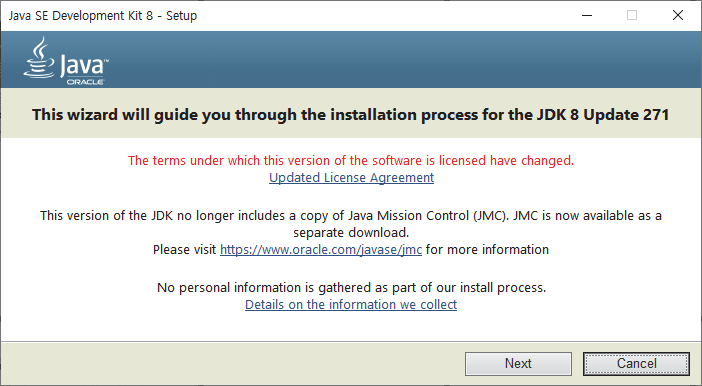 Java SE Development Kit 8 - Setup
Java™
ORACLE
This wizard will guide you through the installation process for the JDK 8 Update 271
The terms under which this version of the software is licensed have changed.
Updated License Agreement
This version of the JDK no longer includes a copy of Java Mission Control (JMC). JMC is now available as a
separate download.
Please visit https://www.oracle.com/javase/jmc for more information
No personal information is gathered as part of our install process.
Details on the information we collect
Next Cancel